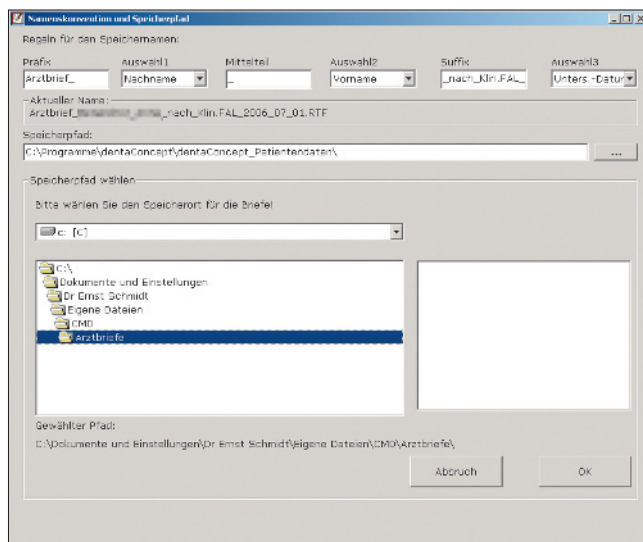 Namenskonvention und Speicherpfad
Regeln für den Speichernamen:
Präfix Auswahl1 Mittelteil Auswahl2 Suffix Auswahl3
Arztbrief_ Nachname _ Vorname _nach_Klin.FAL_ Unters.-Datur
Aktueller Name:
Arztbrief_ _nach_Klin.FAL_2006_07_01.RTF
Speicherpfad:
C:\Programme\dentaConcept\dentaConcept_Patientendaten\
...
Speicherpfad wählen
Bitte wählen Sie den Speicherort für die Briefe!
c: [C]
C:\
Dokumente und Einstellungen
Dr Ernst Schmidt
Eigene Dateien
CMD
Arztbriefe
Gewählter Pfad:
C:\Dokumente und Einstellungen\Dr Ernst Schmidt\Eigene Dateien\CMD\Arztbriefe\
Abbruch OK